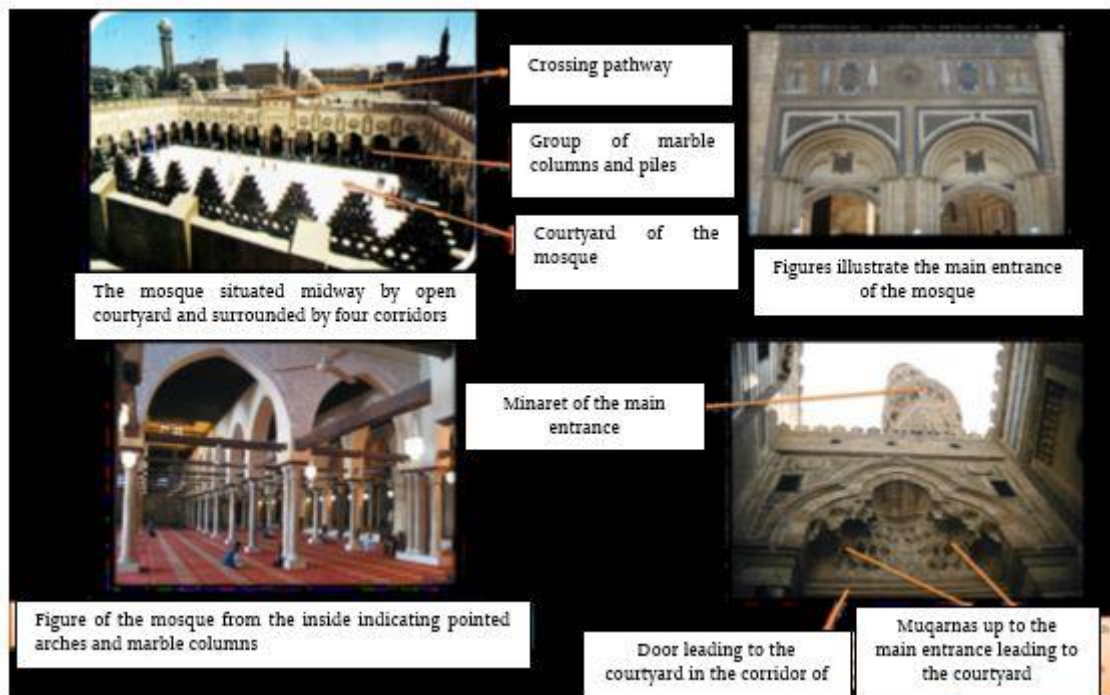 Crossing pathway
Group of marble
columns and piles
Courtyard of the
mosque
The mosque situated midway by open
courtyard and surrounded by four corridors
Figures illustrate the main entrance
of the mosque
Minaret of the main
entrance
Figure of the mosque from the inside indicating pointed
arches and marble columns
Door leading to the
courtyard in the corridor of
Muqarnas up to the
main entrance leading to
the courtyard